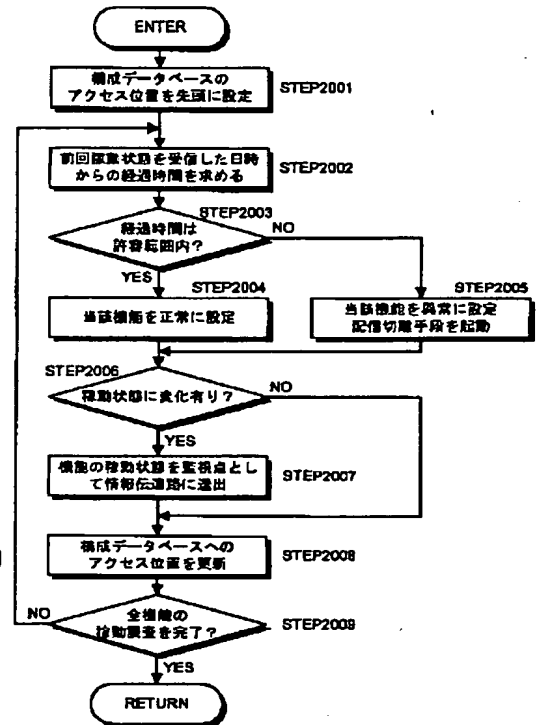 ENTER
構成データベースの
アクセス位置を先頭に設定
STEP2001
前回稼動状態を受信した日時
からの経過時間を求める
STEP2002
STEP2003
経過時間は
許容範囲内?
NO
YES
STEP2004
当該機能を正常に設定
STEP2005
当該機能を異常に設定
配信切離手段を起動
STEP2006
稼動状態に変化有り?
NO
YES
機能の稼動状態を監視点とし
て情報伝達路に送出
STEP2007
構成データベースへの
アクセス位置を更新
STEP2008
NO
全機能の
稼動調査を完了?
STEP2009
YES
RETURN